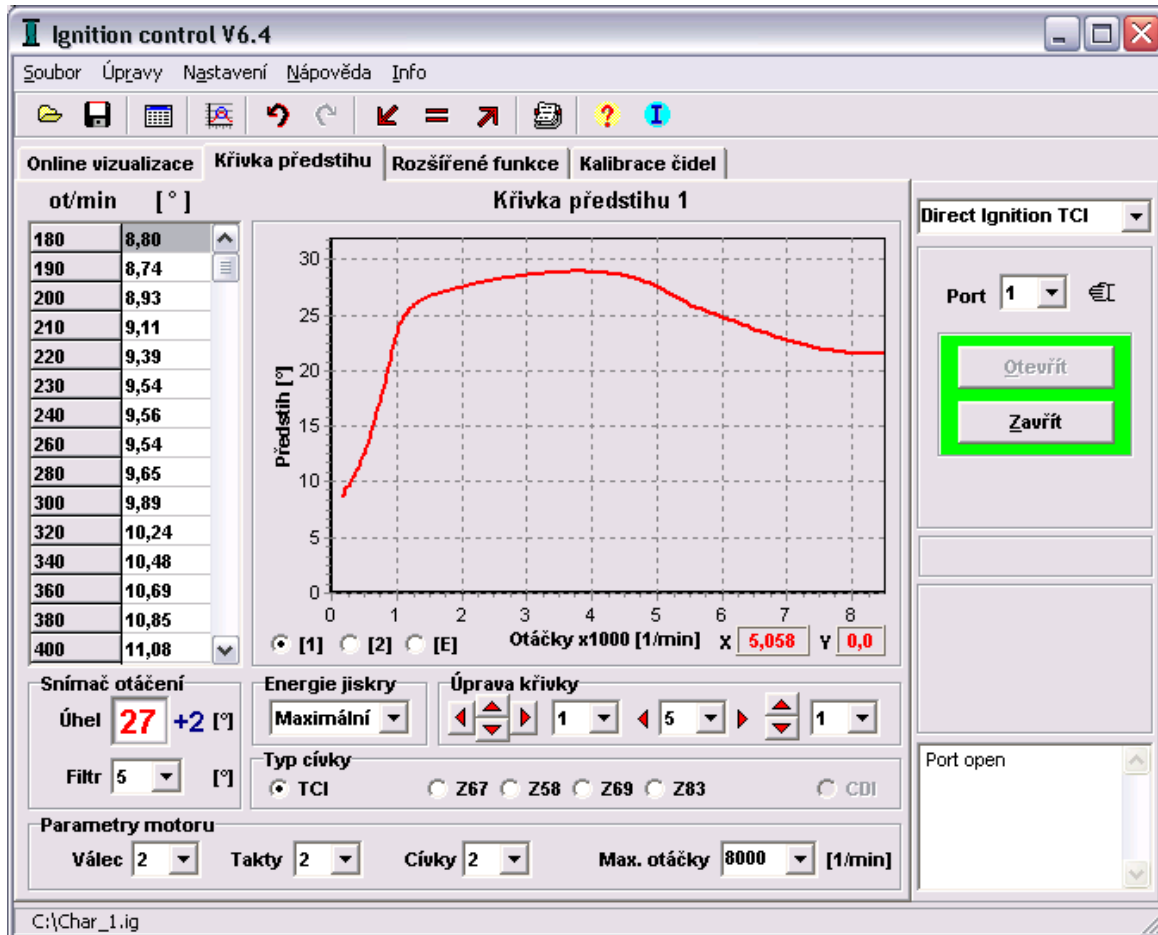 Ignition control V6.4
Soubor Úpravy Nastavení Nápověda Info
Online vizualizace Křivka předstihu Rozšířené funkce Kalibrace čidel
ot/min [ ° ]
180 8,80
190 8,74
200 8,93
210 9,11
220 9,39
230 9,54
240 9,56
260 9,54
280 9,65
300 9,89
320 10,24
340 10,48
360 10,69
380 10,85
400 11,08
Křivka předstihu 1
Předstih [°]
30
25
20
15
10
5
0
0 1 2 3 4 5 6 7 8
[1] [2] [E] Otáčky x1000 [1/min] X 5,058 Y 0,0
Direct Ignition TCI
Port 1
Otevřít
Zavřít
Port open
Snímač otáčení
Úhel 27 +2 [°]
Filtr 5 [°]
Energie jiskry
Maximální
Úprava křivky
1 5 1
Typ cívky
TCI Z67 Z58 Z69 Z83 CDI
Parametry motoru
Válec 2 Takty 2 Cívky 2 Max. otáčky 8000 [1/min]
C:\Char_1.ig